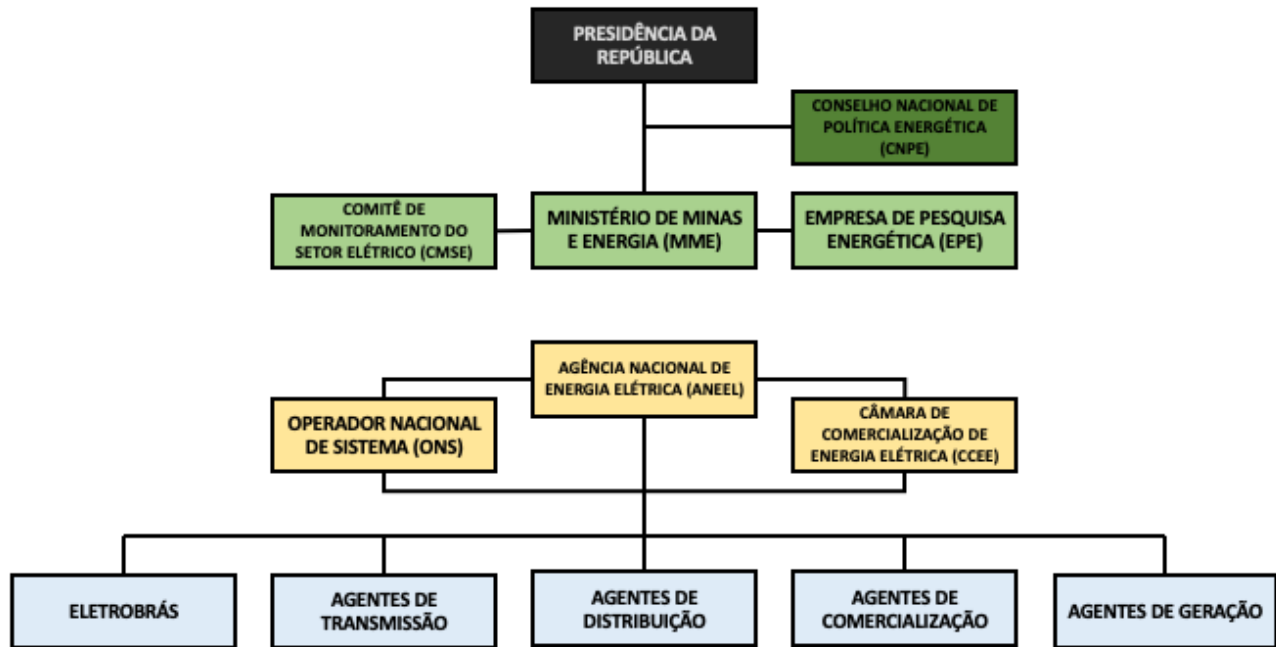 PRESIDÊNCIA DA
REPÚBLICA
CONSELHO NACIONAL DE
POLÍTICA ENERGÉTICA
(CNPE)
COMITÊ DE
MONITORAMENTO DO
SETOR ELÉTRICO (CMSE)
MINISTÉRIO DE MINAS
E ENERGIA (MME)
EMPRESA DE PESQUISA
ENERGÉTICA (EPE)
AGÊNCIA NACIONAL DE
ENERGIA ELÉTRICA (ANEEL)
OPERADOR NACIONAL
DE SISTEMA (ONS)
CÂMARA DE
COMERCIALIZAÇÃO DE
ENERGIA ELÉTRICA (CCEE)
ELETROBRÁS
AGENTES DE
TRANSMISSÃO
AGENTES DE
DISTRIBUIÇÃO
AGENTES DE
COMERCIALIZAÇÃO
AGENTES DE GERAÇÃO